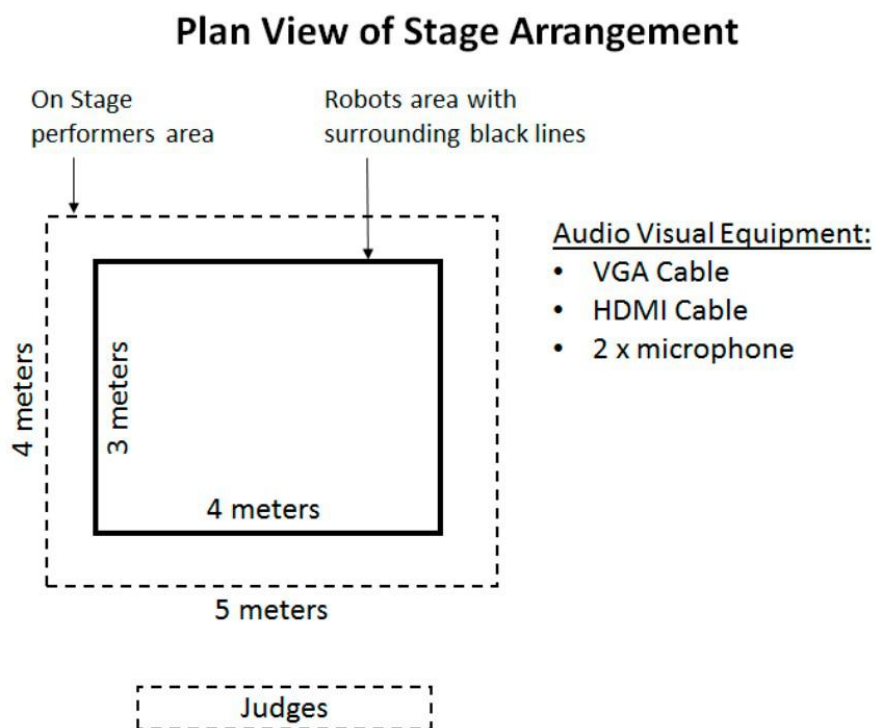 Plan View of Stage Arrangement
On Stage
performers area
Robots area with
surrounding black lines
Audio Visual Equipment:
• VGA Cable
• HDMI Cable
• 2 x microphone
4 meters
3 meters
4 meters
5 meters
Judges